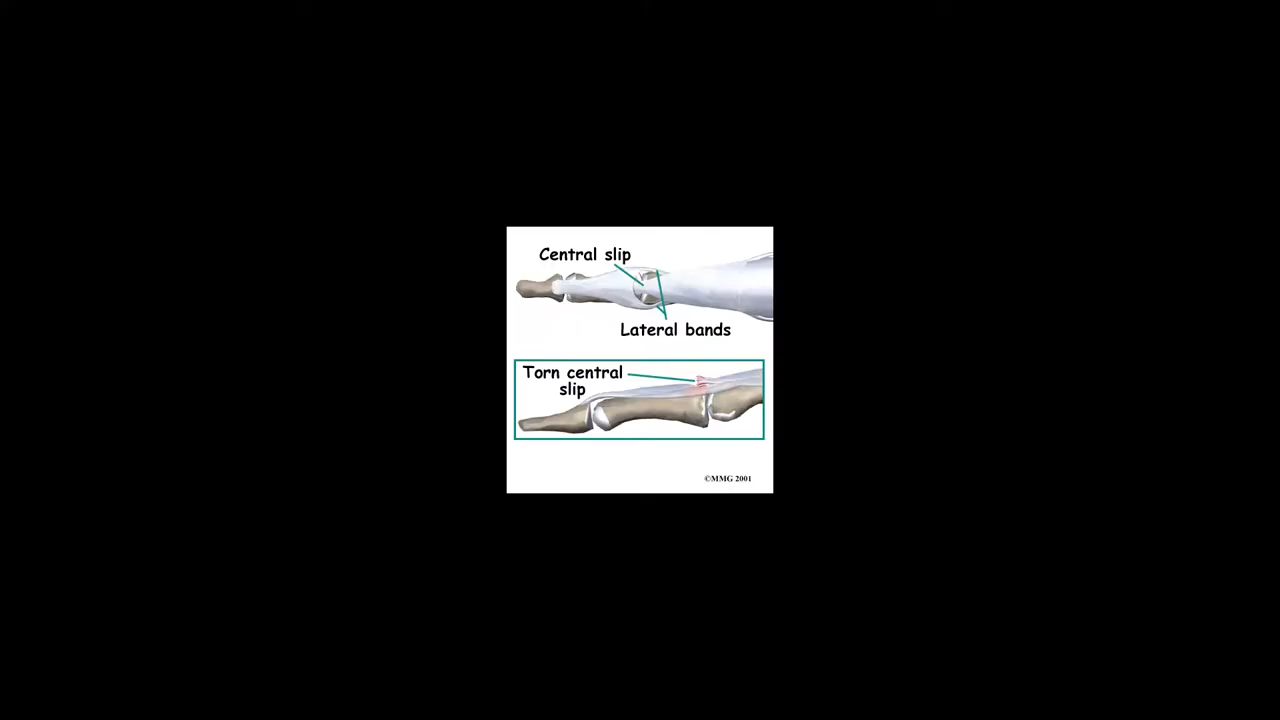 Central slip
Lateral bands
Torn central
slip
©MMG 2001